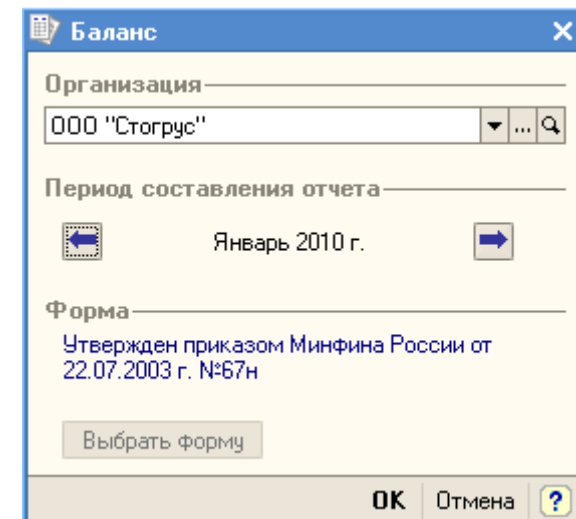 Баланс
Организация
ООО "Стогрус"
...
Период составления отчета
Январь 2010 г.
Форма
Утвержден приказом Минфина России от
22.07.2003 г. №67н
Выбрать форму
OK Отмена ?